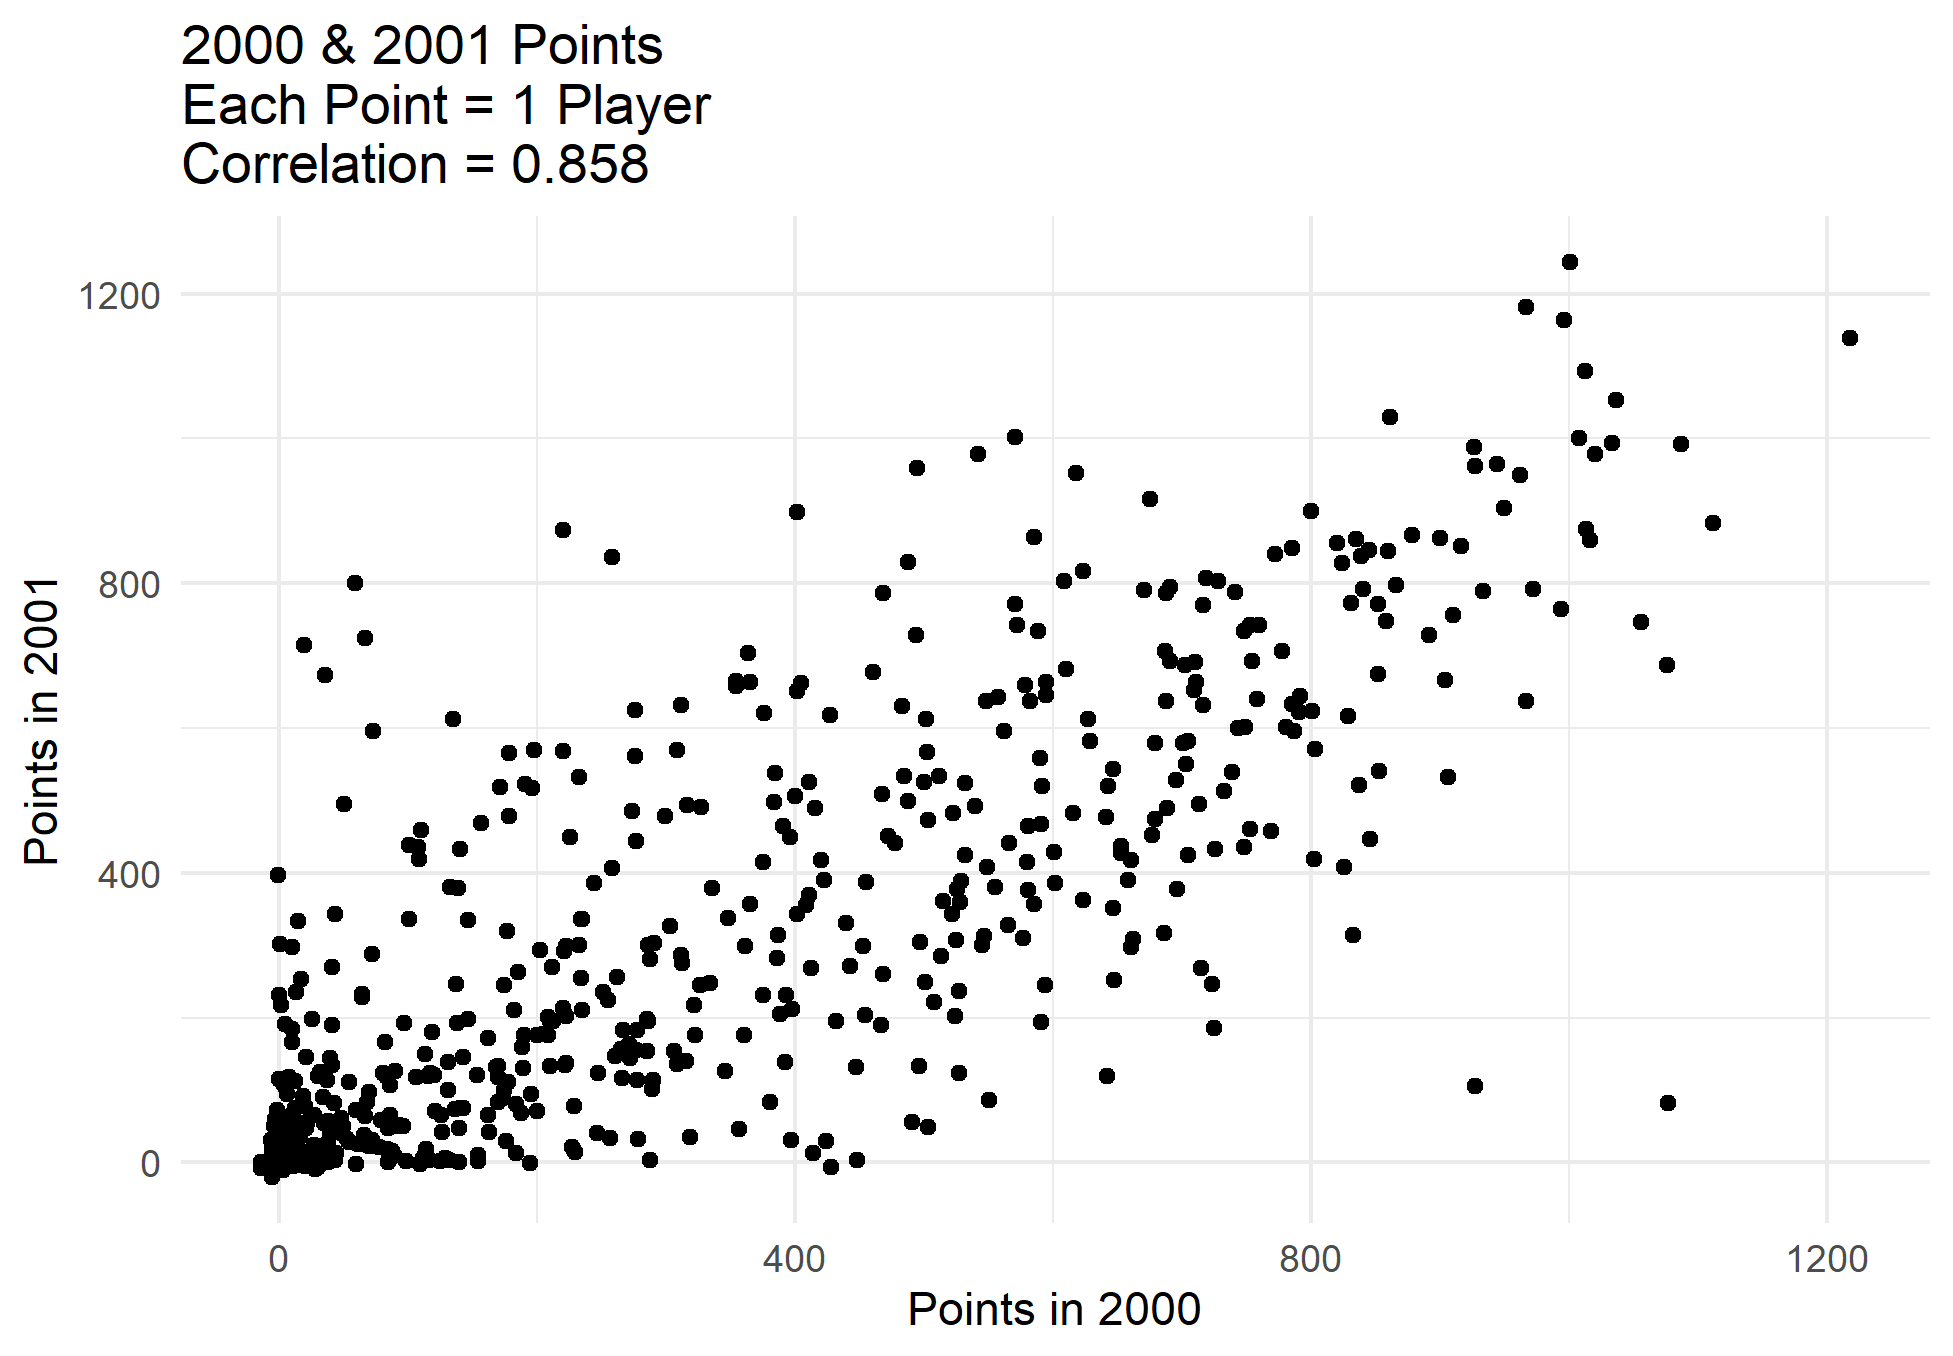 2000 & 2001 Points
Each Point = 1 Player
Correlation = 0.858
Points in 2001
1200
800
400
0
0 400 800 1200
Points in 2000